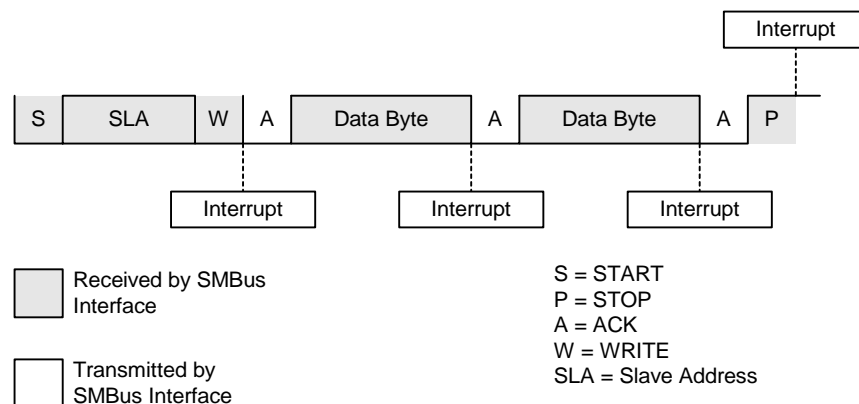 Interrupt
S SLA W A Data Byte A Data Byte A P
Interrupt Interrupt Interrupt
Received by SMBus
Interface
Transmitted by
SMBus Interface
S = START
P = STOP
A = ACK
W = WRITE
SLA = Slave Address